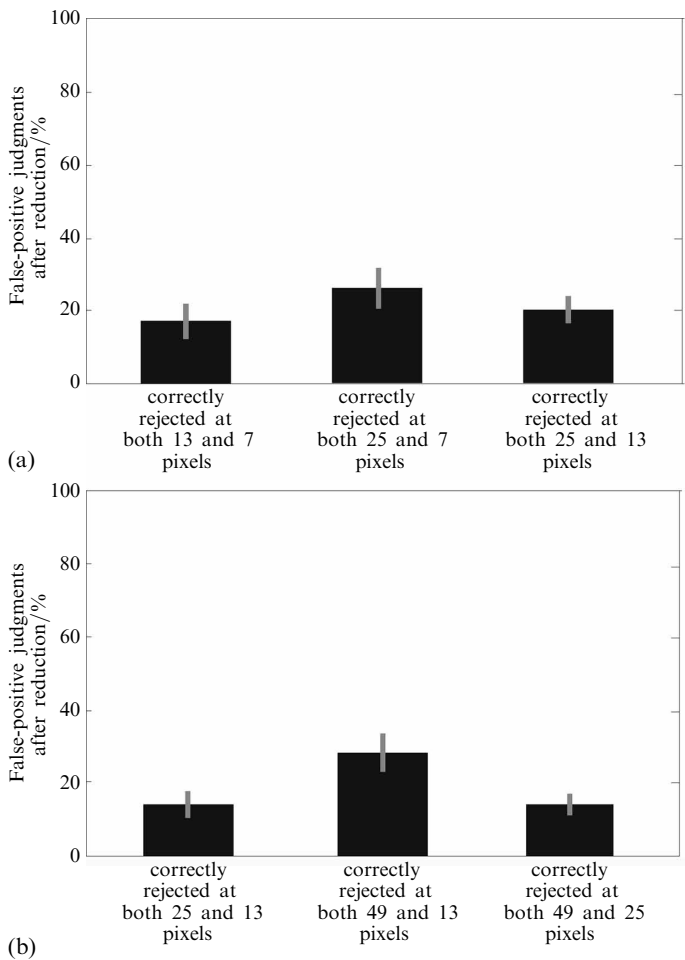 False-positive judgments
after reduction/%
100
80
60
40
20
0
correctly
rejected at
both 13 and 7
pixels
correctly
rejected at
both 25 and 7
pixels
correctly
rejected at
both 25 and 13
pixels
(a)
False-positive judgments
after reduction/%
100
80
60
40
20
0
correctly
rejected at
both 25 and 13
pixels
correctly
rejected at
both 49 and 13
pixels
correctly
rejected at
both 49 and 25
pixels
(b)